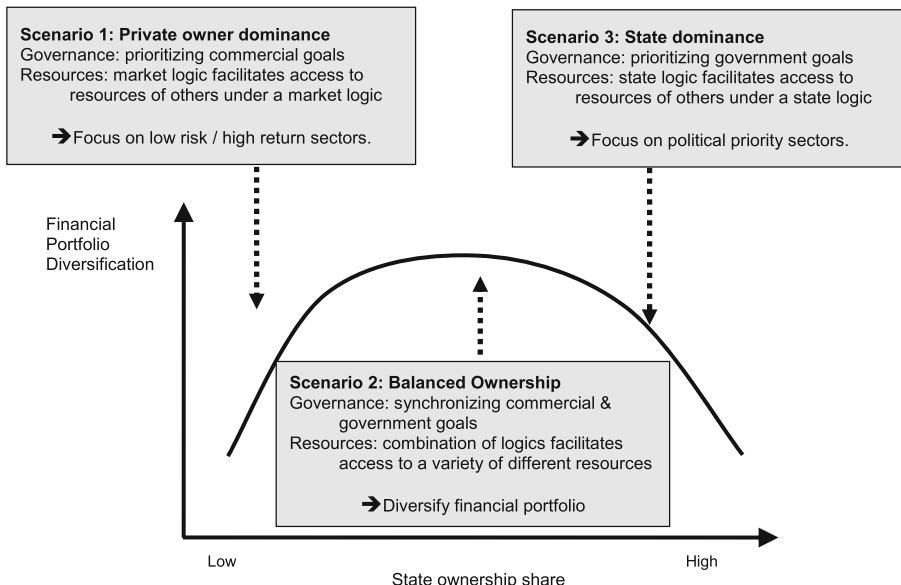 Scenario 1: Private owner dominance
Governance: prioritizing commercial goals
Resources: market logic facilitates access to
resources of others under a market logic
➔ Focus on low risk / high return sectors.
Scenario 3: State dominance
Governance: prioritizing government goals
Resources: state logic facilitates access to
resources of others under a state logic
➔ Focus on political priority sectors.
Financial
Portfolio
Diversification
Scenario 2: Balanced Ownership
Governance: synchronizing commercial &
government goals
Resources: combination of logics facilitates
access to a variety of different resources
➔ Diversify financial portfolio
Low
High
State ownership share